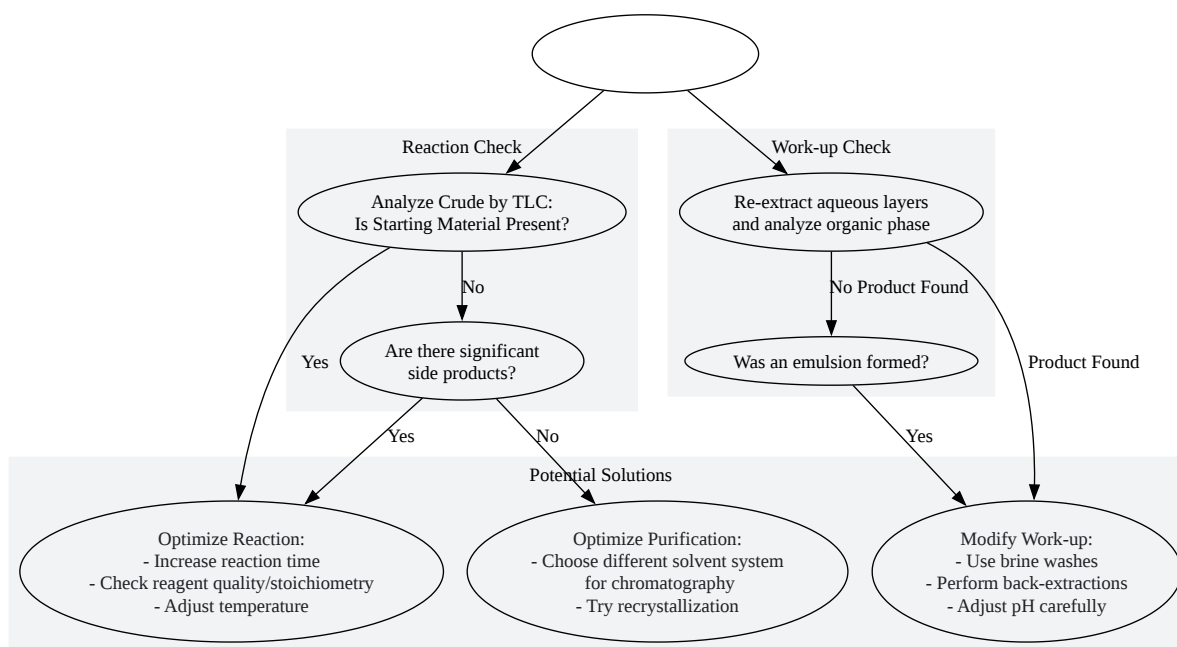 Reaction Check
Work-up Check
Analyze Crude by TLC:
Is Starting Material Present?
Re-extract aqueous layers
and analyze organic phase
No
No Product Found
Are there significant
side products?
Was an emulsion formed?
Yes
Product Found
Yes
No
Yes
Potential Solutions
Optimize Reaction:
- Increase reaction time
- Check reagent quality/stoichiometry
- Adjust temperature
Optimize Purification:
- Choose different solvent system
for chromatography
- Try recrystallization
Modify Work-up:
- Use brine washes
- Perform back-extractions
- Adjust pH carefully